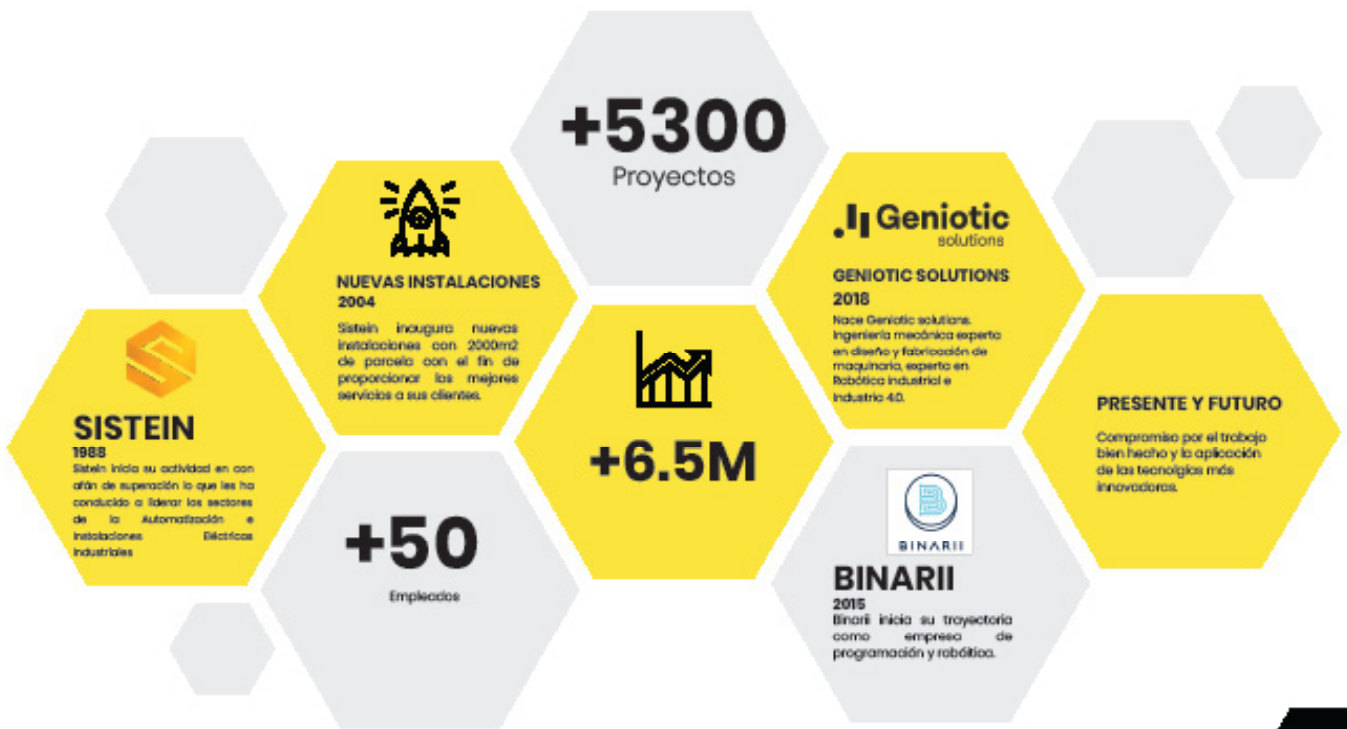 SISTEIN
1988
Sistein inicia su actividad en con
afán de superación lo que les ha
conducido a liderar los sectores
de la Automatización e
Instalaciones Eléctricas
Industriales
NUEVAS INSTALACIONES
2004
Sistein inaugura nuevas
instalaciones con 2000m2
de parcela con el fin de
proporcionar los mejores
servicios a sus clientes.
+50
Empleados
+5300
Proyectos
+6.5M
Geniotic
solutions
GENIOTIC SOLUTIONS
2018
Nace Geniotic solutions.
Ingeniería mecánica experta
en diseño y fabricación de
maquinaria, experta en
Robótica Industrial e
Industria 4.0.
BINARII
BINARII
2015
Binarii inicia su trayectoria
como empresa de
programación y robóitica.
PRESENTE Y FUTURO
Compromiso por el trabajo
bien hecho y la aplicación
de las tecnolgías más
innovadoras.